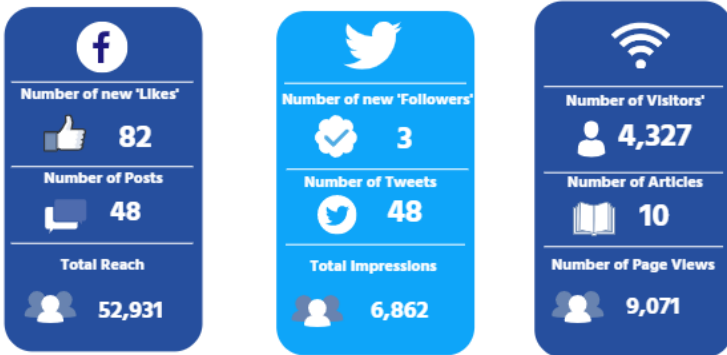 Number of new 'Likes'
82
Number of Posts
48
Total Reach
52,931
Number of new 'Followers'
3
Number of Tweets
48
Total Impressions
6,862
Number of Visitors'
4,327
Number of Articles
10
Number of Page Views
9,071